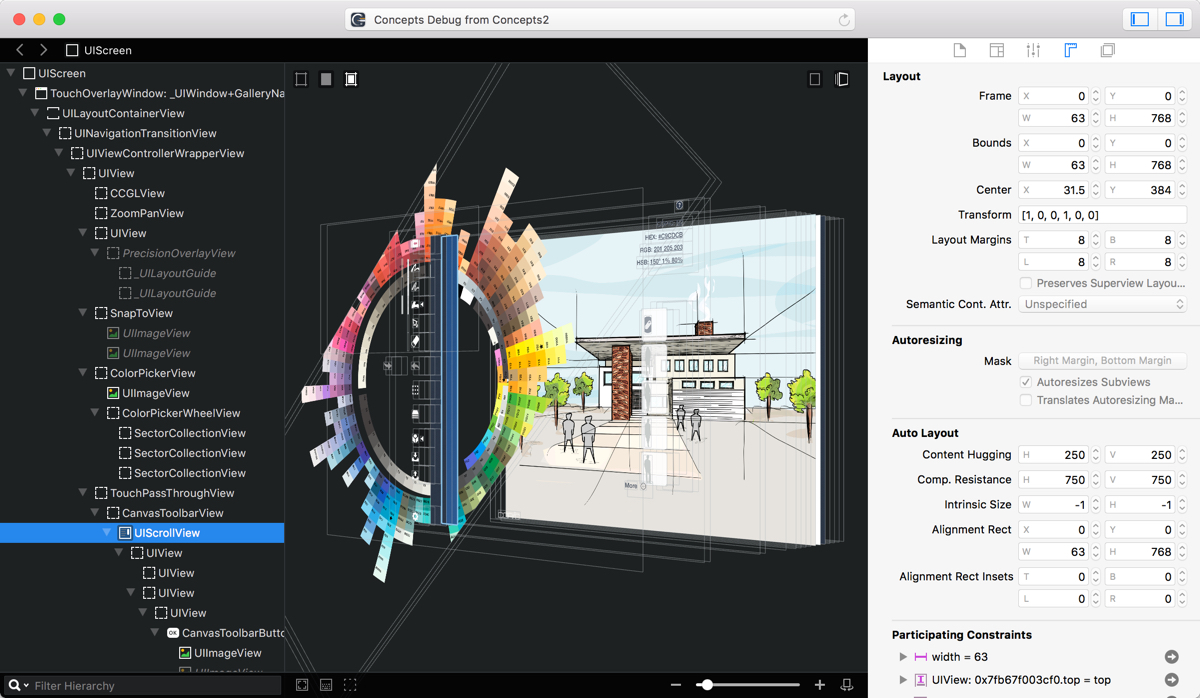 Concepts Debug from Concepts2
UIScreen
UIScreen
TouchOverlayWindow: _UIWindow+GalleryNa
UILayoutContainerView
UINavigationTransitionView
UIViewControllerWrapperView
UIView
CCGLView
ZoomPanView
UIView
PrecisionOverlayView
_UILayoutGuide
_UILayoutGuide
SnapToView
UIImageView
UIImageView
ColorPickerView
UIImageView
ColorPickerWheelView
SectorCollectionView
SectorCollectionView
SectorCollectionView
TouchPassThroughView
CanvasToolbarView
UIScrollView
UIView
UIView
UIView
UIView
CanvasToolbarButto
OK
UIImageView
UIImageView
Filter Hierarchy
HEX: #C9CDCB
RGB: 201 205 203
HSB: 150° 1% 80%
More
Layout
Frame X 0 Y 0
W 63 H 768
Bounds X 0 Y 0
W 63 H 768
Center X 31.5 Y 384
Transform [1, 0, 0, 1, 0, 0]
Layout Margins T 8 B 8
L 8 R 8
Preserves Superview Layou...
Semantic Cont. Attr. Unspecified
Autoresizing
Mask Right Margin, Bottom Margin
Autoresizes Subviews
Translates Autoresizing Ma...
Auto Layout
Content Hugging H 250 V 250
Comp. Resistance H 750 V 750
Intrinsic Size W -1 H -1
Alignment Rect X 0 Y 0
W 63 H 768
Alignment Rect Insets T 0 B 0
L 0 R 0
Participating Constraints
width = 63
UIView: 0x7fb67f003cf0.top = top